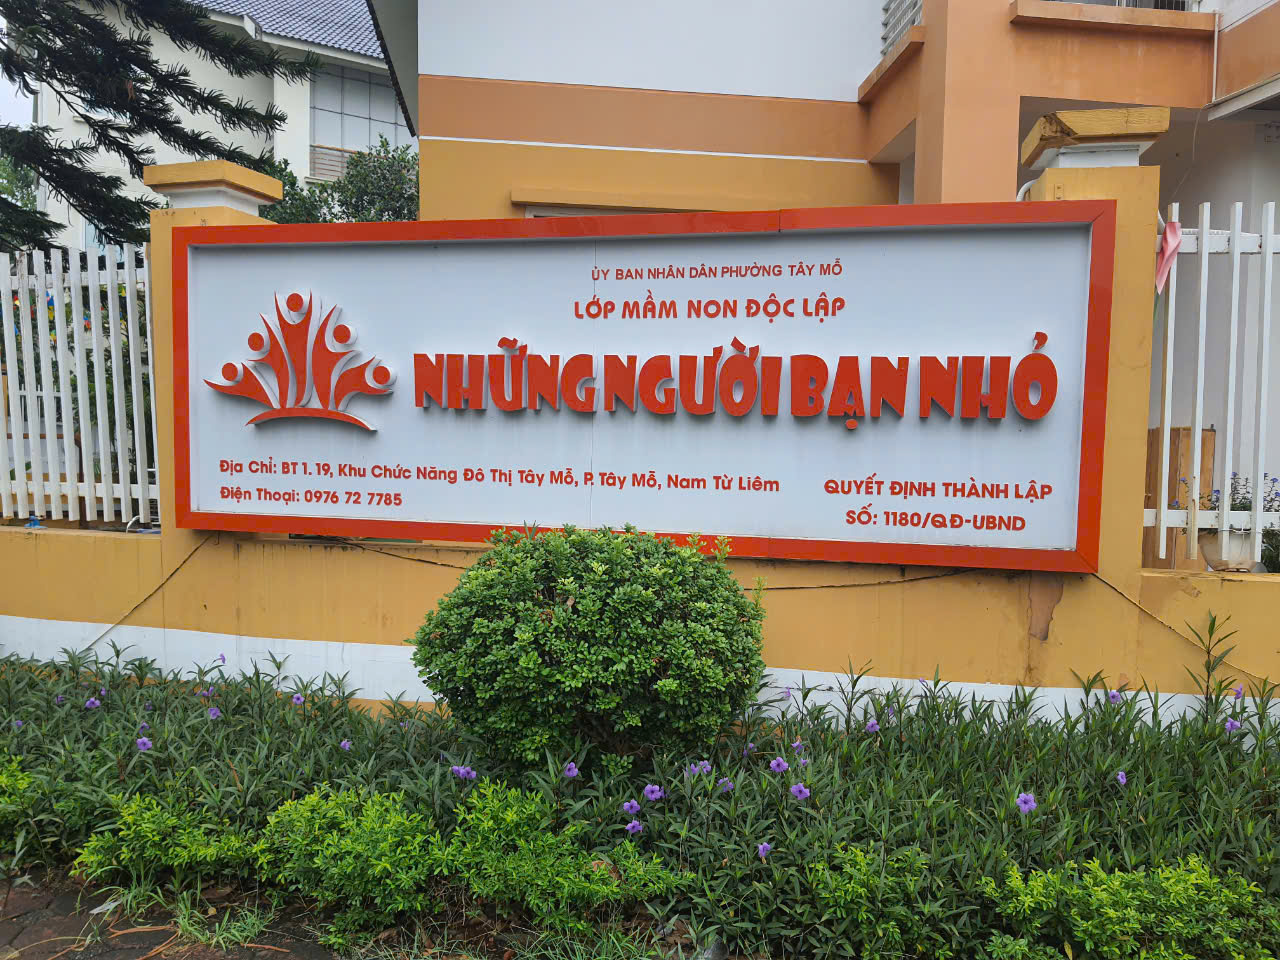 ỦY BAN NHÂN DÂN PHƯỜNG TÂY MỖ
LỚP MẦM NON ĐỘC LẬP
NHỮNG NGƯỜI BẠN NHỎ
Địa Chỉ: BT 1. 19, Khu Chức Năng Đô Thị Tây Mỗ, P. Tây Mỗ, Nam Từ Liêm
Điện Thoại: 0976 72 7785
QUYẾT ĐỊNH THÀNH LẬP
SỐ: 1180/QĐ-UBND